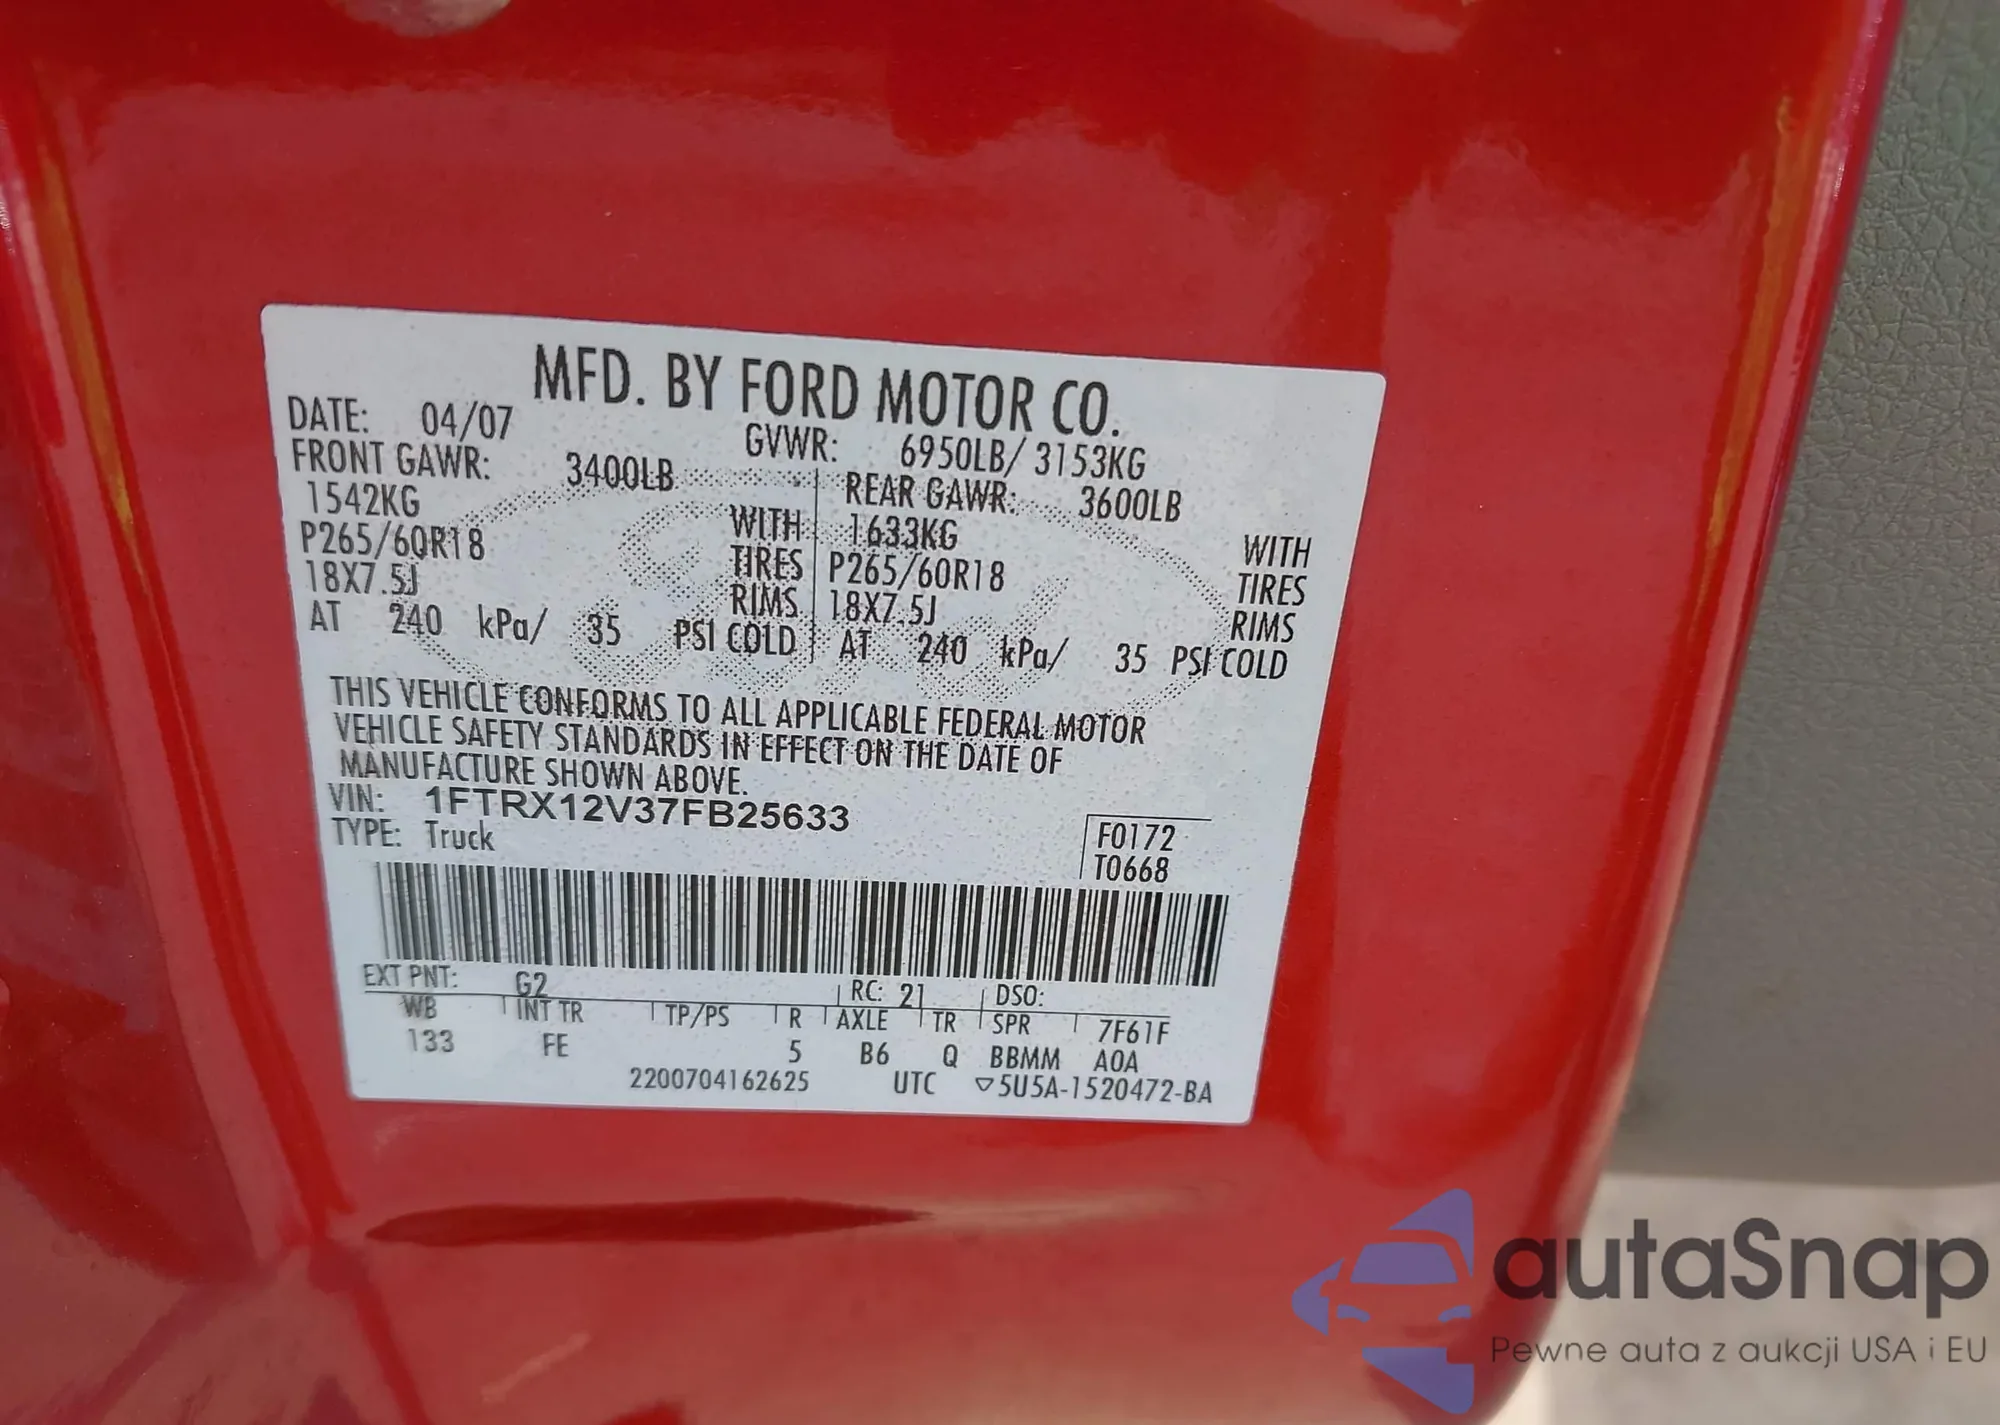 MFD. BY FORD MOTOR CO.
DATE: 04/07 GVWR: 6950LB/ 3153KG
FRONT GAWR: 3400LB REAR GAWR: 3600LB
1542KG WITH 1633KG WITH
P265/60R18 TIRES P265/60R18 TIRES
18X7.5J RIMS 18X7.5J RIMS
AT 240 kPa/ 35 PSI COLD AT 240 kPa/ 35 PSI COLD
THIS VEHICLE CONFORMS TO ALL APPLICABLE FEDERAL MOTOR
VEHICLE SAFETY STANDARDS IN EFFECT ON THE DATE OF
MANUFACTURE SHOWN ABOVE.
VIN: 1FTRX12V37FB25633
TYPE: Truck
F0172
T0668
EXT PNT: G2 RC: 21 DSO:
WB INT TR TP/PS R AXLE TR SPR 7F61F
133 FE 5 B6 Q BBMM A0A
2200704162625 UTC ▽5U5A-1520472-BA
autaSnap
Pewne auta z aukcji USA i EU